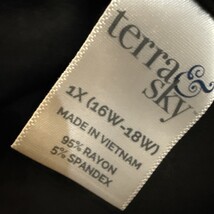 terra &
sky
1X (16W-18W)
MADE IN VIETNAM
95% RAYON
5% SPANDEX